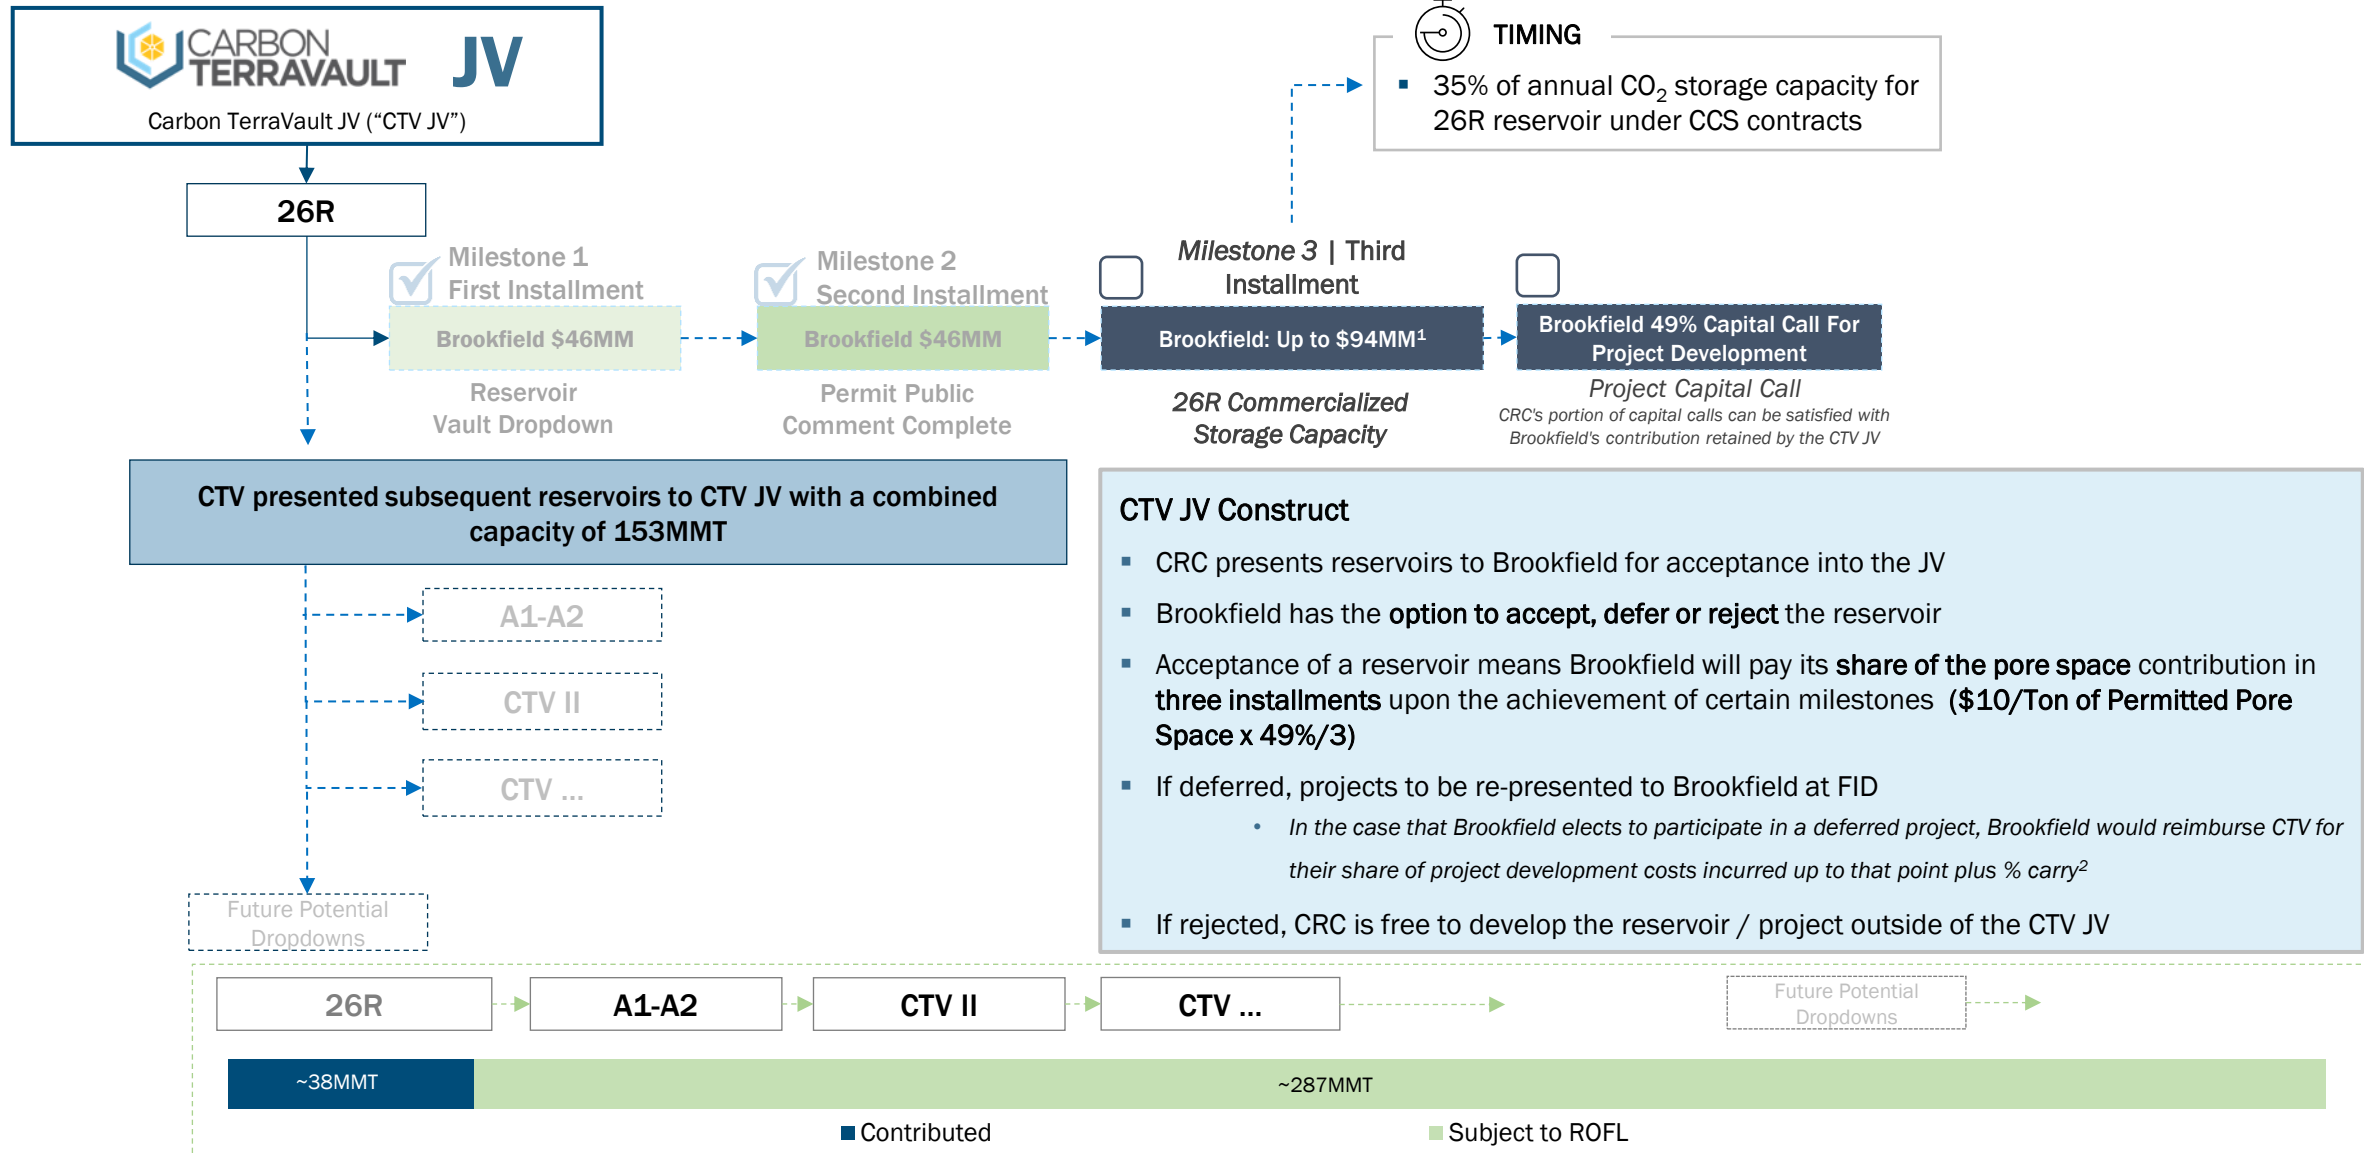 CARBON
TERRAVAULT
JV
Carbon TerraVault JV (“CTV JV”)
TIMING
▪ 35% of annual CO₂ storage capacity for
26R reservoir under CCS contracts
26R
Milestone 1
First Installment
Milestone 2
Second Installment
Milestone 3 | Third
Installment
Brookfield $46MM
Brookfield $46MM
Brookfield: Up to $94MM¹
Brookfield 49% Capital Call For
Project Development
Reservoir
Vault Dropdown
Permit Public
Comment Complete
26R Commercialized
Storage Capacity
Project Capital Call
CRC's portion of capital calls can be satisfied with
Brookfield's contribution retained by the CTV JV
CTV presented subsequent reservoirs to CTV JV with a combined
capacity of 153MMT
A1-A2
CTV II
CTV ...
Future Potential
Dropdowns
CTV JV Construct
▪ CRC presents reservoirs to Brookfield for acceptance into the JV
▪ Brookfield has the option to accept, defer or reject the reservoir
▪ Acceptance of a reservoir means Brookfield will pay its share of the pore space contribution in
three installments upon the achievement of certain milestones ($10/Ton of Permitted Pore
Space x 49%/3)
▪ If deferred, projects to be re-presented to Brookfield at FID
• In the case that Brookfield elects to participate in a deferred project, Brookfield would reimburse CTV for
their share of project development costs incurred up to that point plus % carry²
▪ If rejected, CRC is free to develop the reservoir / project outside of the CTV JV
26R
A1-A2
CTV II
CTV ...
Future Potential
Dropdowns
~38MMT
~287MMT
Contributed
Subject to ROFL